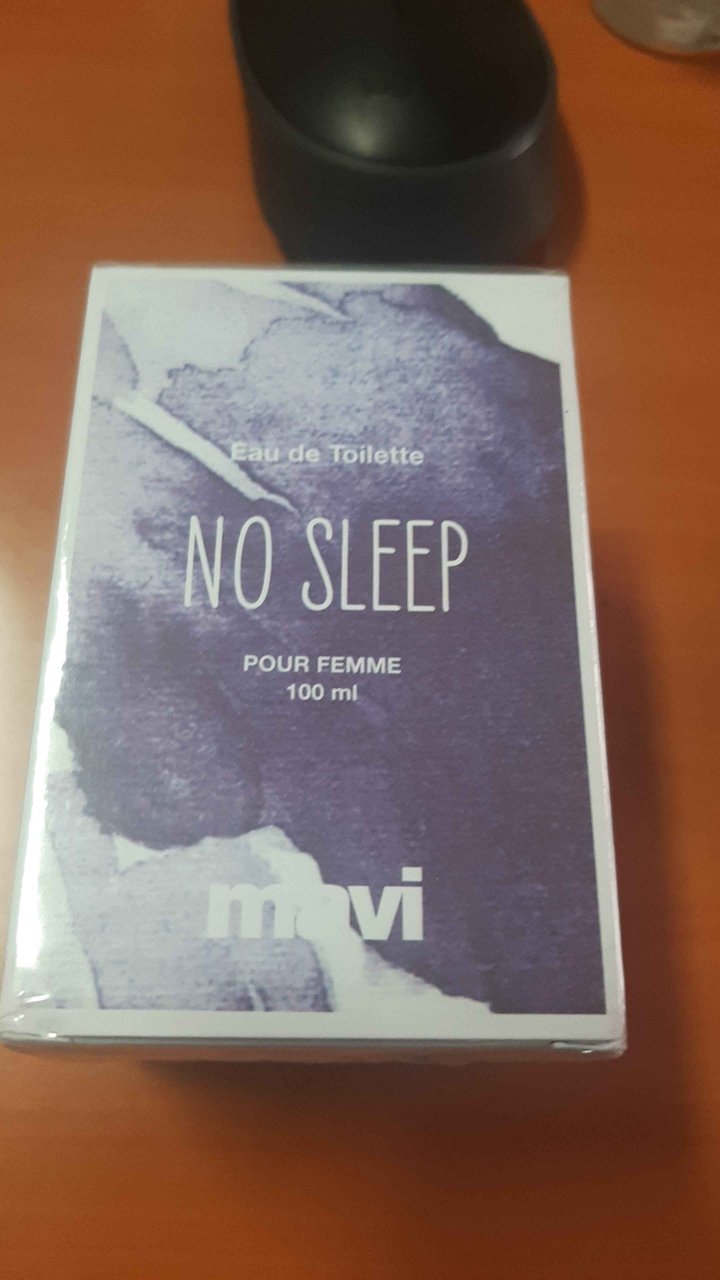 Eau de Toilette
NO SLEEP
POUR FEMME
100 ml
mavi